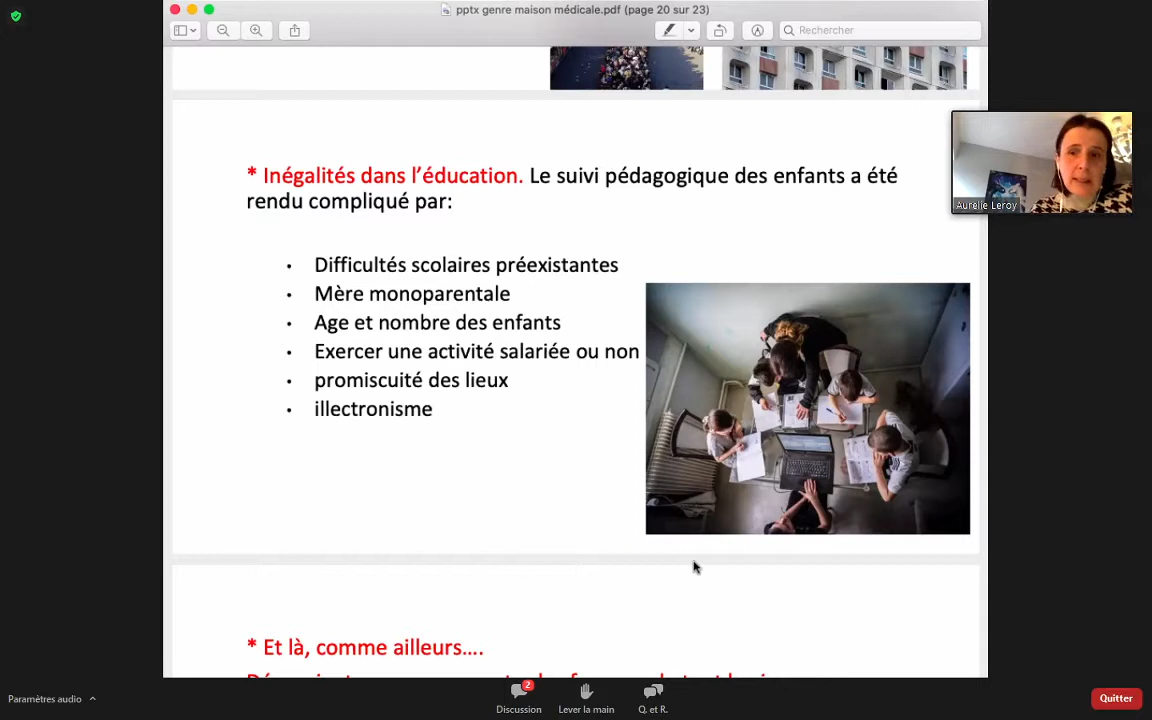 pptx genre maison médicale.pdf (page 20 sur 23)
Rechercher
* Inégalités dans l'éducation. Le suivi pédagogique des enfants a été
rendu compliqué par:
• Difficultés scolaires préexistantes
• Mère monoparentale
• Age et nombre des enfants
• Exercer une activité salariée ou non
• promiscuité des lieux
• illectronisme
Aurélie Leroy
* Et là, comme ailleurs....
Paramètres audio
2
Discussion
Lever la main
Q. et R.
Quitter